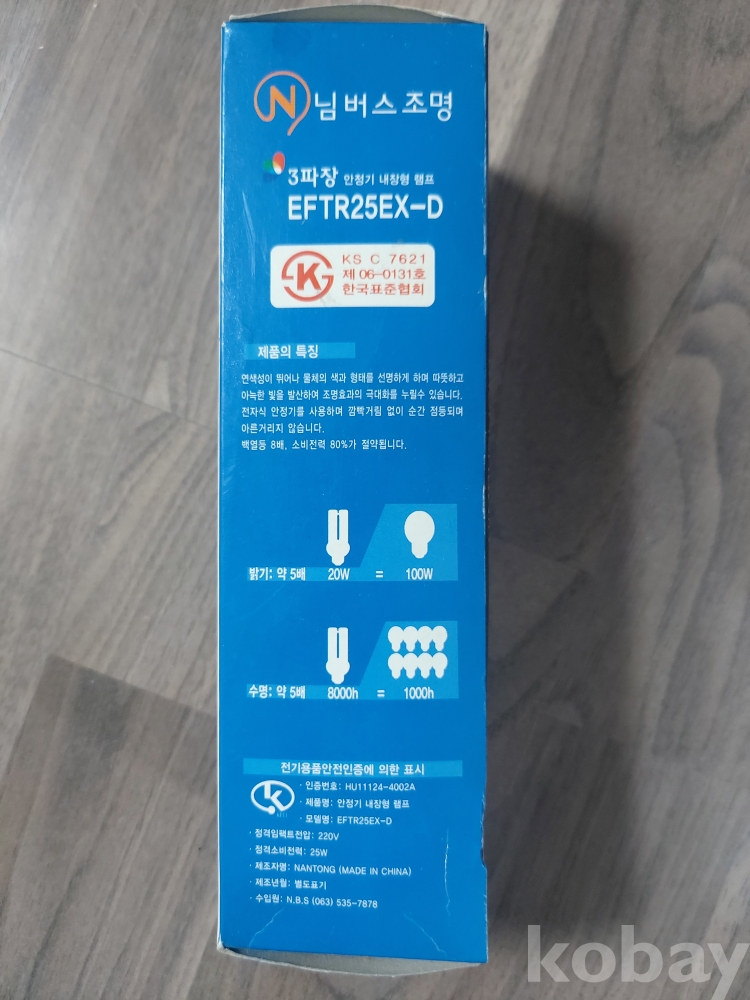 N 님버스조명
3파장 안정기 내장형 램프
EFTR25EX-D
K
KS C 7621
제 06-0131호
한국표준협회
제품의 특징
연색성이 뛰어나 물체의 색과 형태를 선명하게 하며 따뜻하고
아늑한 빛을 발산하여 조명효과의 극대화를 누릴수 있습니다.
전자식 안정기를 사용하며 깜빡거림 없이 순간 점등되며
아른거리지 않습니다.
백열등 8배, 소비전력 80%가 절약됩니다.
밝기: 약 5배 20W = 100W
수명: 약 5배 8000h = 1000h
전기용품안전인증에 의한 표시
· 인증번호: HU11124-4002A
· 제품명: 안정기 내장형 램프
· 모델명: EFTR25EX-D
· 정격임팩트전압: 220V
· 정격소비전력: 25W
· 제조자명: NANTONG (MADE IN CHINA)
· 제조년월: 별도표기
· 수입원: N.B.S (063) 535-7878
kobay